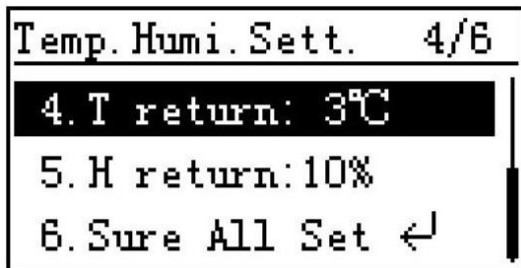 Temp.Humi.Sett. 4/6
4.T return: 3℃
5.H return:10%
6.Sure All Set ↵